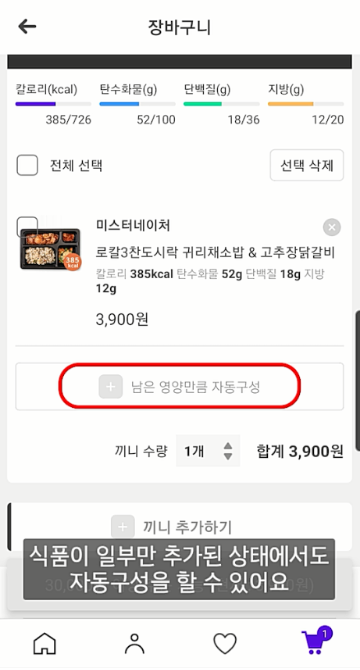 장바구니
칼로리(kcal) 탄수화물(g) 단백질(g) 지방(g)
385/726 52/100 18/36 12/20
전체 선택 선택 삭제
미스터네이처
로칼3찬도시락 귀리채소밥 & 고추장닭갈비
칼로리 385kcal 탄수화물 52g 단백질 18g 지방
12g
385
kcal
3,900원
남은 영양만큼 자동구성
끼니 수량 1개 합계 3,900원
끼니 추가하기
식품이 일부만 추가된 상태에서도
자동구성을 할 수 있어요
1